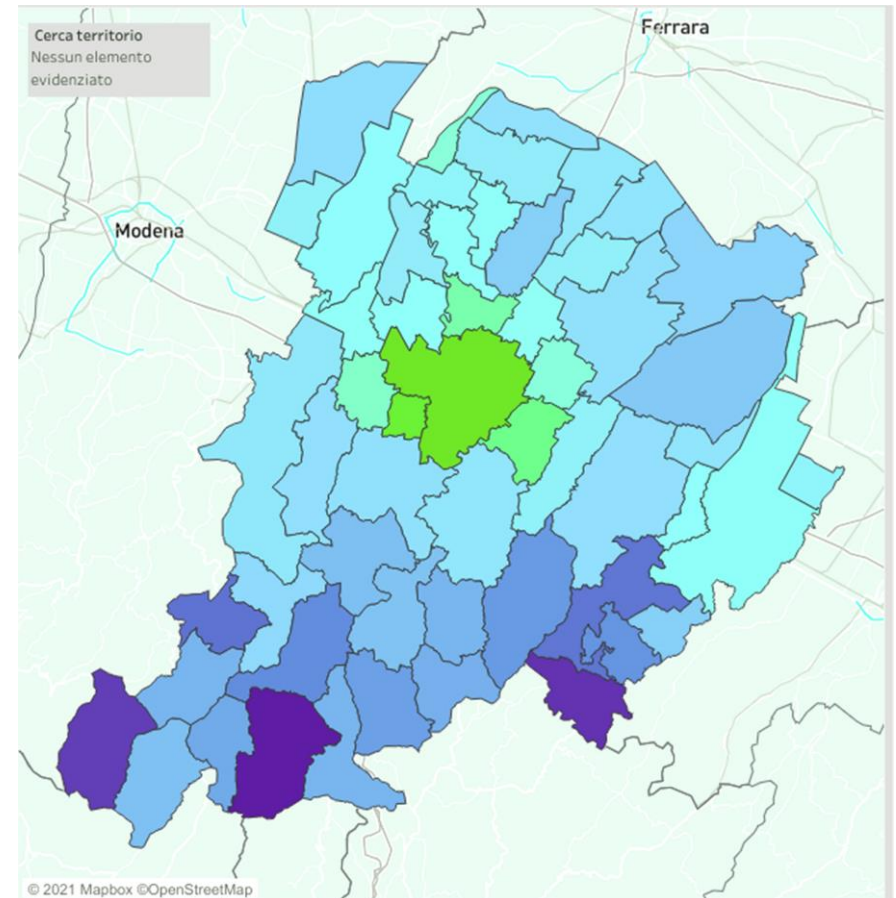 Ferrara
Cerca territorio
Nessun elemento
evidenziato
Modena
© 2021 Mapbox ©OpenStreetMap